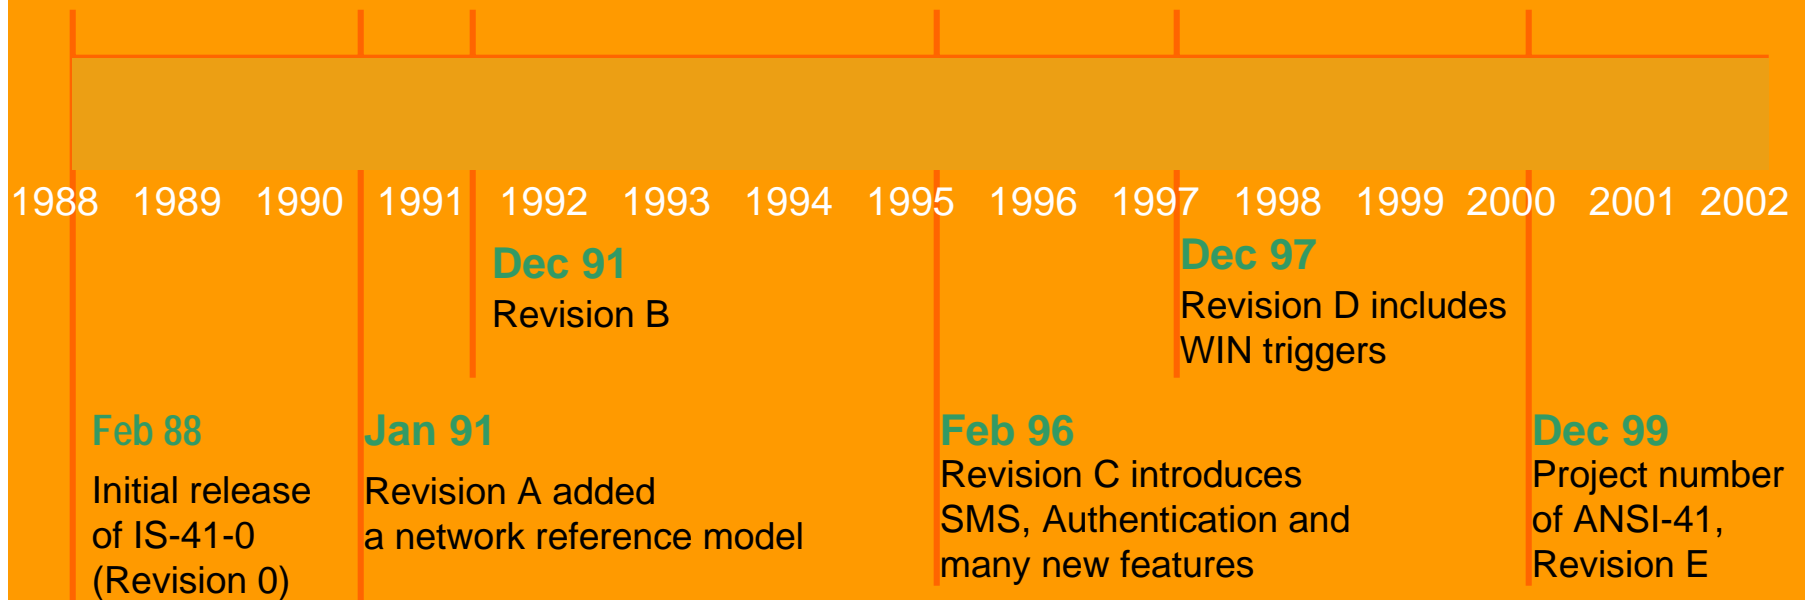 1988 1989 1990 1991 1992 1993 1994 1995 1996 1997 1998 1999 2000 2001 2002
Dec 91
Revision B
Dec 97
Revision D includes
WIN triggers
Feb 88
Initial release
of IS-41-0
(Revision 0)
Jan 91
Revision A added
a network reference model
Feb 96
Revision C introduces
SMS, Authentication and
many new features
Dec 99
Project number
of ANSI-41,
Revision E